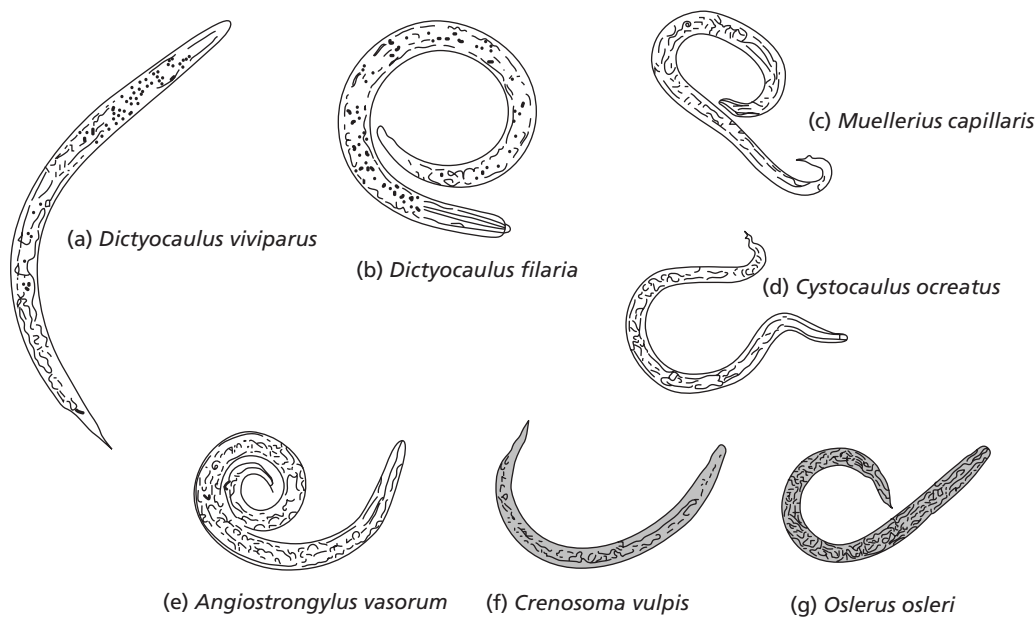 (a) Dictyocaulus viviparus
(b) Dictyocaulus filaria
(c) Muellerius capillaris
(d) Cystocaulus ocreatus
(e) Angiostrongylus vasorum
(f) Crenosoma vulpis
(g) Oslerus osleri